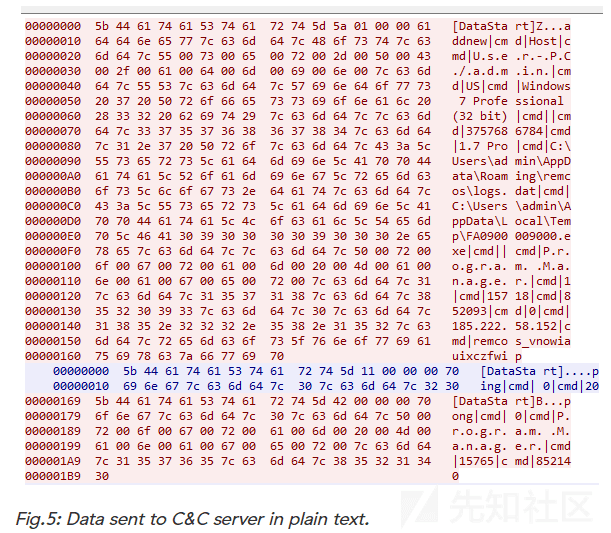 00000000 5b 44 61 74 61 53 74 61 72 74 5d 5a 01 00 00 61 [DataStart]Z...a
00000010 64 64 6e 65 77 7c 63 6d 64 7c 48 6f 73 74 7c 63 ddnew|cmd|Host|c
00000020 6d 64 7c 55 00 73 00 65 00 72 00 2d 00 50 00 43 md|U.s.e .r.-.P.C
00000030 00 2f 00 61 00 64 00 6d 00 69 00 6e 00 7c 63 6d ./.a.d.m .i.n.|cm
00000040 64 7c 55 53 7c 63 6d 64 7c 57 69 6e 64 6f 77 73 d|US|cmd |Windows
00000050 20 37 20 50 72 6f 66 65 73 73 69 6f 6e 61 6c 20 7 Profe ssional
00000060 28 33 32 20 62 69 74 29 7c 63 6d 64 7c 7c 63 6d (32 bit) |cmd||cm
00000070 64 7c 33 37 35 37 36 38 36 37 38 34 7c 63 6d 64 d|375768 6784|cmd
00000080 7c 31 2e 37 20 50 72 6f 7c 63 6d 64 7c 43 3a 5c |1.7 Pro |cmd|C:\
00000090 55 73 65 72 73 5c 61 64 6d 69 6e 5c 41 70 70 44 Users\ad min\AppD
000000A0 61 74 61 5c 52 6f 61 6d 69 6e 67 5c 72 65 6d 63 ata\Roam ing\remc
000000B0 6f 73 5c 6c 6f 67 73 2e 64 61 74 7c 63 6d 64 7c os\logs. dat|cmd|
000000C0 43 3a 5c 55 73 65 72 73 5c 61 64 6d 69 6e 5c 41 C:\Users \admin\A
000000D0 70 70 44 61 74 61 5c 4c 6f 63 61 6c 5c 54 65 6d ppData\L ocal\Tem
000000E0 70 5c 46 41 30 39 30 30 30 30 39 30 30 30 2e 65 p\FA0900 009000.e
000000F0 78 65 7c 63 6d 64 7c 7c 63 6d 64 7c 50 00 72 00 xe|cmd|| cmd|P.r.
00000100 6f 00 67 00 72 00 61 00 6d 00 20 00 4d 00 61 00 o.g.r.a. m. .M.a.
00000110 6e 00 61 00 67 00 65 00 72 00 7c 63 6d 64 7c 31 n.a.g.e. r.|cmd|1
00000120 7c 63 6d 64 7c 31 35 37 31 38 7c 63 6d 64 7c 38 |cmd|157 18|cmd|8
00000130 35 32 30 39 33 7c 63 6d 64 7c 30 7c 63 6d 64 7c 52093|cm d|0|cmd|
00000140 31 38 35 2e 32 32 32 2e 35 38 2e 31 35 32 7c 63 185.222. 58.152|c
00000150 6d 64 7c 72 65 6d 63 6f 73 5f 76 6e 6f 77 69 61 md|remco s_vnowia
00000160 75 69 78 63 7a 66 77 69 70 uixczfwi p
00000000 5b 44 61 74 61 53 74 61 72 74 5d 11 00 00 00 70 [DataSta rt]....p
00000010 69 6e 67 7c 63 6d 64 7c 30 7c 63 6d 64 7c 32 30 ing|cmd| 0|cmd|20
00000169 5b 44 61 74 61 53 74 61 72 74 5d 42 00 00 00 70 [DataSta rt]B...p
00000179 6f 6e 67 7c 63 6d 64 7c 30 7c 63 6d 64 7c 50 00 ong|cmd| 0|cmd|P.
00000189 72 00 6f 00 67 00 72 00 61 00 6d 00 20 00 4d 00 r.o.g.r. a.m. .M.
00000199 61 00 6e 00 61 00 67 00 65 00 72 00 7c 63 6d 64 a.n.a.g. e.r.|cmd
000001A9 7c 31 35 37 36 35 7c 63 6d 64 7c 38 35 32 31 34 |15765|c md|85214
000001B9 30 0
Fig.5: Data sent to C&C server in plain text.
先知社区